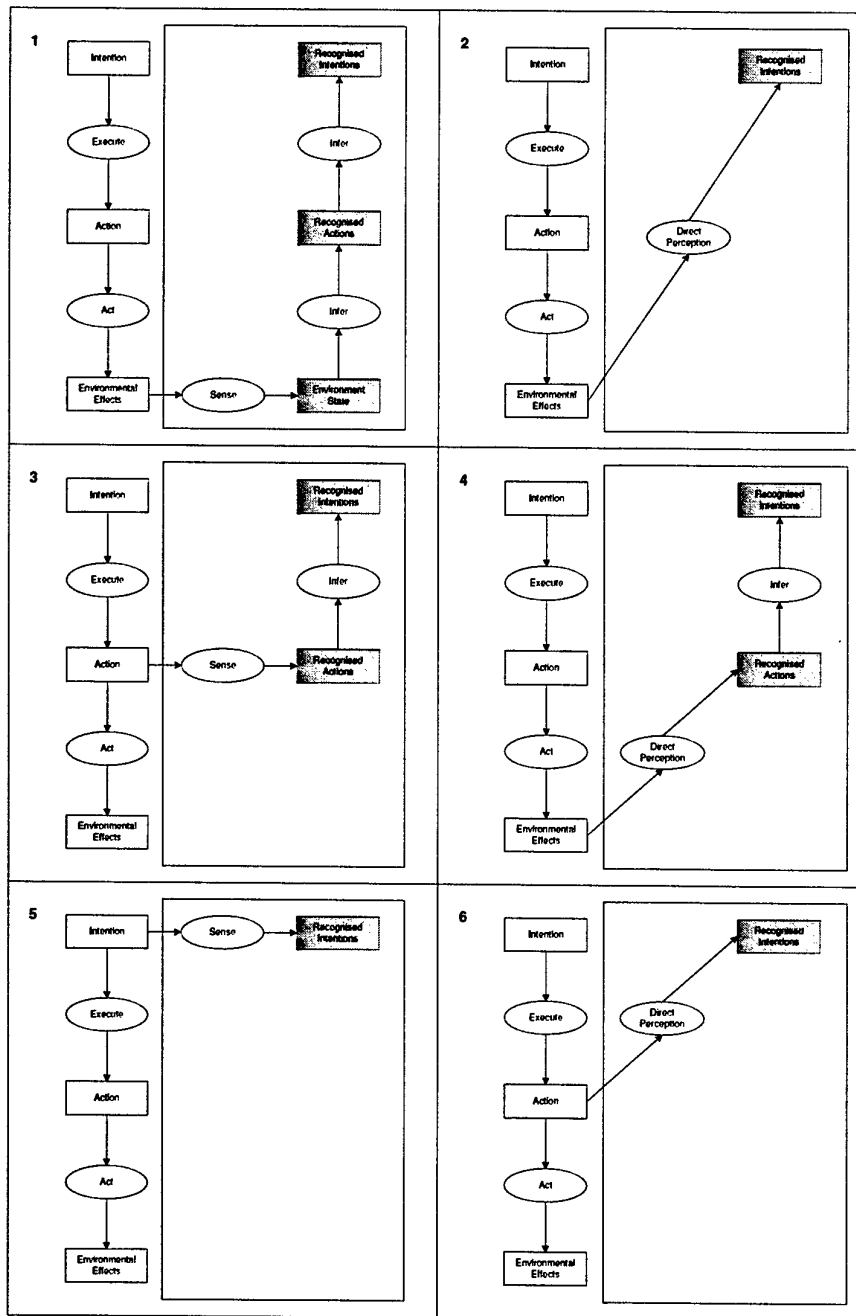 1
Intention
Execute
Action
Act
Environmental
Effects
Sense
Environment
State
Infer
Recognised
Actions
Infer
Recognised
Intentions
2
Intention
Execute
Action
Act
Environmental
Effects
Direct
Perception
Recognised
Intentions
3
Intention
Execute
Action
Act
Environmental
Effects
Sense
Recognised
Actions
Infer
Recognised
Intentions
4
Intention
Execute
Action
Act
Environmental
Effects
Direct
Perception
Recognised
Actions
Infer
Recognised
Intentions
5
Intention
Execute
Action
Act
Environmental
Effects
Sense
Recognised
Intentions
6
Intention
Execute
Action
Act
Environmental
Effects
Direct
Perception
Recognised
Intentions